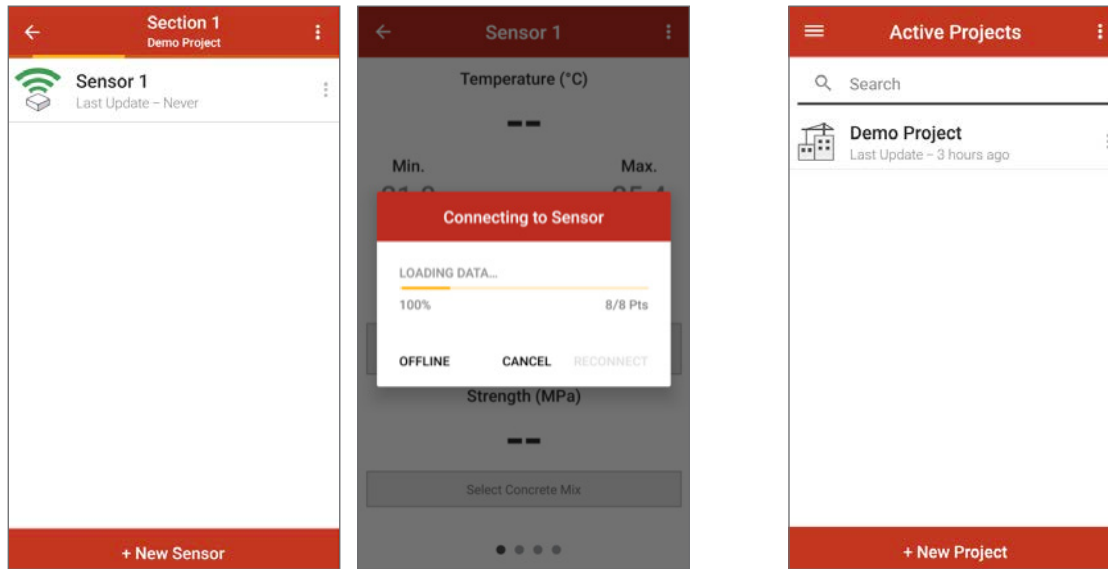 Section 1
Demo Project
Sensor 1
Last Update – Never
+ New Sensor
Sensor 1
Temperature (°C)
--
Min.
Max.
Connecting to Sensor
LOADING DATA...
100%
8/8 Pts
OFFLINE
CANCEL
RECONNECT
Strength (MPa)
--
Select Concrete Mix
Active Projects
Search
Demo Project
Last Update – 3 hours ago
+ New Project